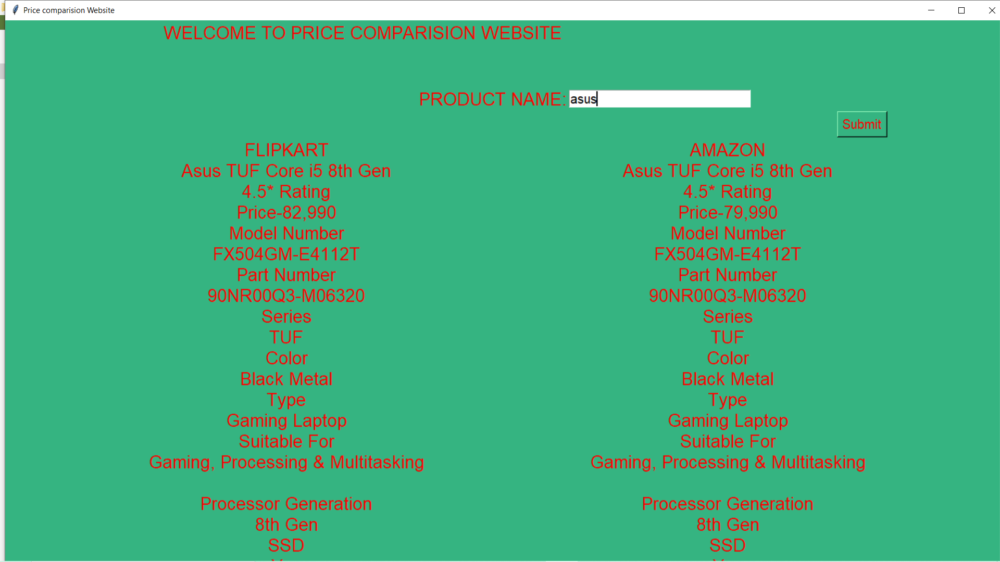 Price comparision Website
WELCOME TO PRICE COMPARISION WEBSITE
PRODUCT NAME: asus
Submit
FLIPKART
Asus TUF Core i5 8th Gen
4.5* Rating
Price-82,990
Model Number
FX504GM-E4112T
Part Number
90NR00Q3-M06320
Series
TUF
Color
Black Metal
Type
Gaming Laptop
Suitable For
Gaming, Processing & Multitasking
Processor Generation
8th Gen
SSD
AMAZON
Asus TUF Core i5 8th Gen
4.5* Rating
Price-79,990
Model Number
FX504GM-E4112T
Part Number
90NR00Q3-M06320
Series
TUF
Color
Black Metal
Type
Gaming Laptop
Suitable For
Gaming, Processing & Multitasking
Processor Generation
8th Gen
SSD